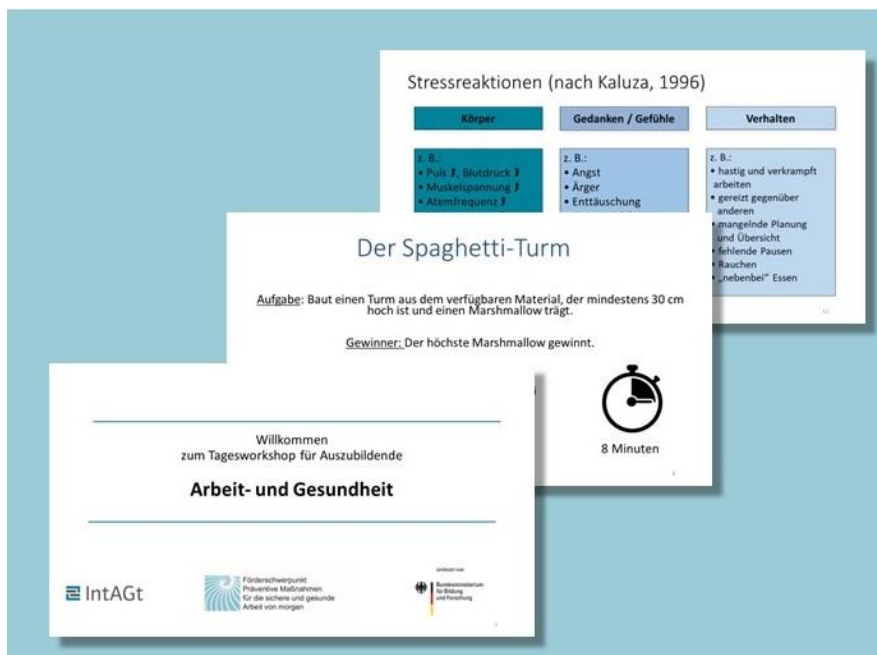 Stressreaktionen (nach Kaluza, 1996)
Körper
z. B.:
• Puls, Blutdruck
• Muskelspannung
• Atemfrequenz
Gedanken / Gefühle
z. B.:
• Angst
• Ärger
• Enttäuschung
Verhalten
z. B.:
• hastig und verkrampft
arbeiten
• gereizt gegenüber
anderen
• mangelnde Planung
und Übersicht
• fehlende Pausen
• Rauchen
• „nebenbei" Essen
Der Spaghetti-Turm
Aufgabe: Baut einen Turm aus dem verfügbaren Material, der mindestens 30 cm
hoch ist und einen Marshmallow trägt.
Gewinner: Der höchste Marshmallow gewinnt.
8 Minuten
Willkommen
zum Tagesworkshop für Auszubildende
Arbeit- und Gesundheit
IntAGt
Förderschwerpunkt
Präventive Maßnahmen
für die sichere und gesunde
Arbeit von morgen
Bundesministerium
für Bildung
und Forschung